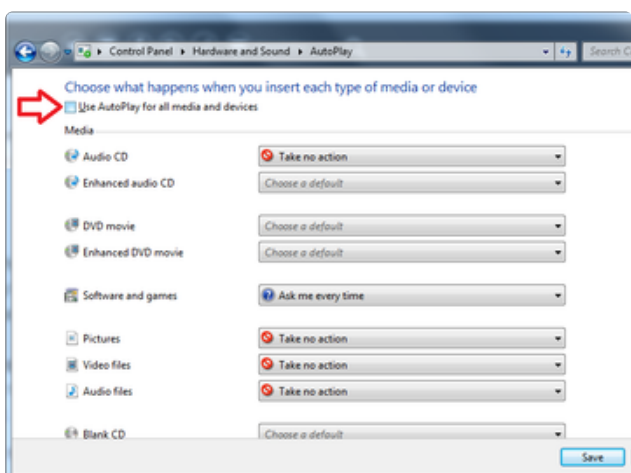 Control Panel ▸ Hardware and Sound ▸ AutoPlay
Search C
Choose what happens when you insert each type of media or device
Use AutoPlay for all media and devices
Media
Audio CD Take no action
Enhanced audio CD Choose a default
DVD movie Choose a default
Enhanced DVD movie Choose a default
Software and games Ask me every time
Pictures Take no action
Video files Take no action
Audio files Take no action
Blank CD Choose a default
Save